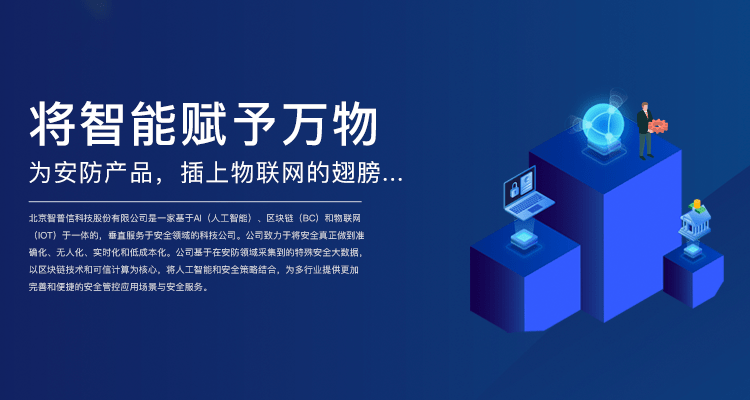 将智能赋予万物
为安防产品，插上物联网的翅膀...
北京智普信科技股份有限公司是一家基于AI（人工智能）、区块链（BC）和物联网
（IOT）于一体的，垂直服务于安全领域的科技公司。公司致力于将安全真正做到准
确化、无人化、实时化和低成本化。公司基于在安防领域采集到的特殊安全大数据，
以区块链技术和可信计算为核心，将人工智能和安全策略结合，为多行业提供更加
完善和便捷的安全管控应用场景与安全服务。